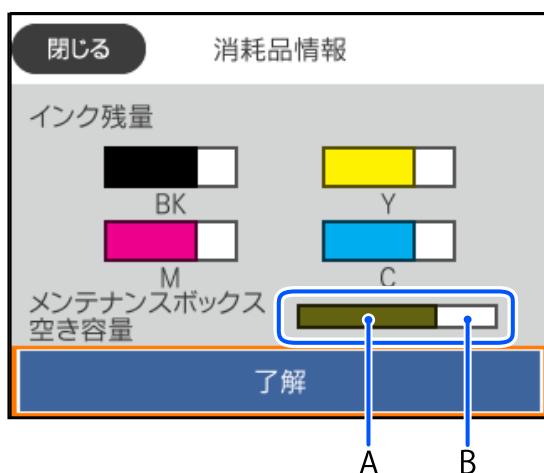 閉じる 消耗品情報
インク残量
BK Y
M C
メンテナンスボックス
空き容量
了解
A B